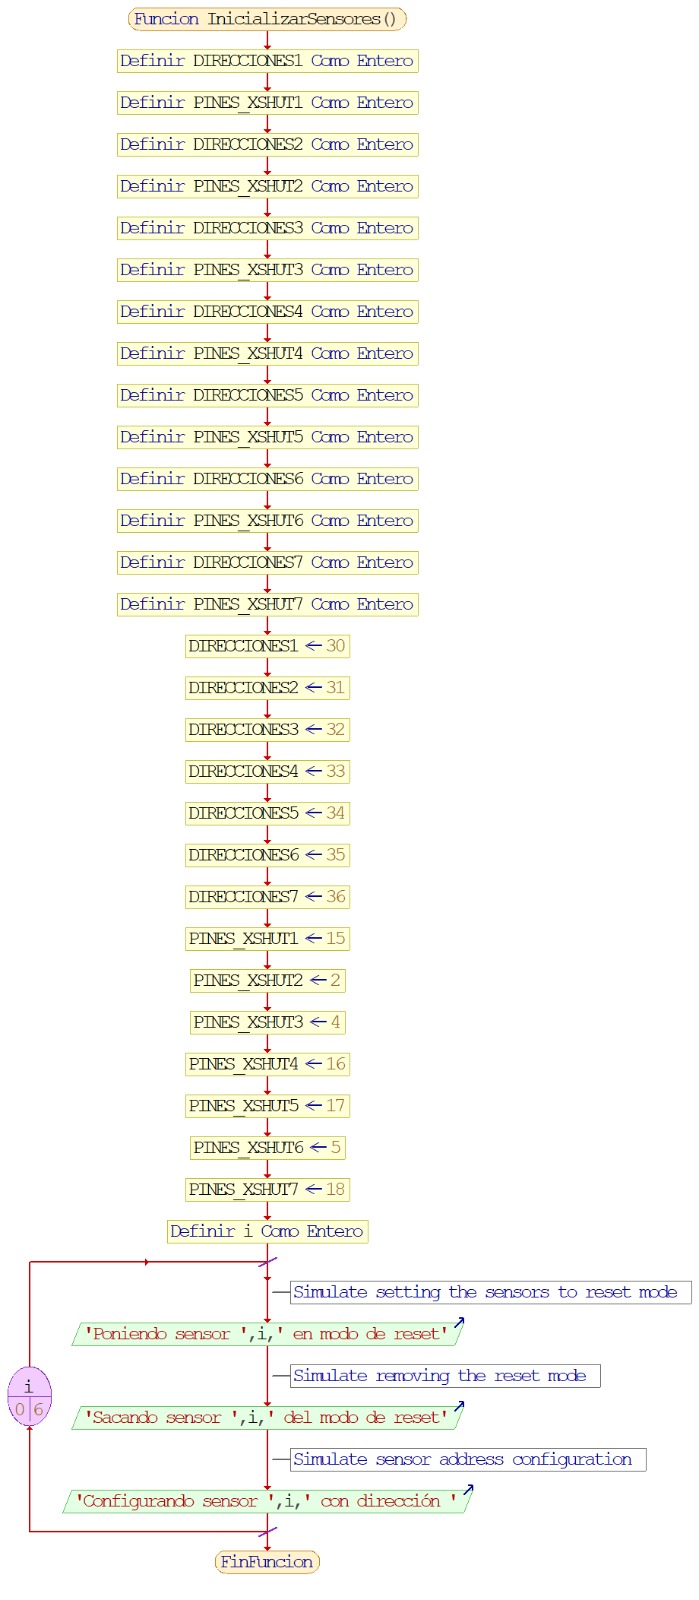 Funcion InicializarSensores()
Definir DIRECCIONES1 Como Entero
Definir PINES_XSHUT1 Como Entero
Definir DIRECCIONES2 Como Entero
Definir PINES_XSHUT2 Como Entero
Definir DIRECCIONES3 Como Entero
Definir PINES_XSHUT3 Como Entero
Definir DIRECCIONES4 Como Entero
Definir PINES_XSHUT4 Como Entero
Definir DIRECCIONES5 Como Entero
Definir PINES_XSHUT5 Como Entero
Definir DIRECCIONES6 Como Entero
Definir PINES_XSHUT6 Como Entero
Definir DIRECCIONES7 Como Entero
Definir PINES_XSHUT7 Como Entero
DIRECCIONES1 ← 30
DIRECCIONES2 ← 31
DIRECCIONES3 ← 32
DIRECCIONES4 ← 33
DIRECCIONES5 ← 34
DIRECCIONES6 ← 35
DIRECCIONES7 ← 36
PINES_XSHUT1 ← 15
PINES_XSHUT2 ← 2
PINES_XSHUT3 ← 4
PINES_XSHUT4 ← 16
PINES_XSHUT5 ← 17
PINES_XSHUT6 ← 5
PINES_XSHUT7 ← 18
Definir i Como Entero
Simulate setting the sensors to reset mode
'Poniendo sensor ',i,' en modo de reset'
Simulate removing the reset mode
i
0 6
'Sacando sensor ',i,' del modo de reset'
Simulate sensor address configuration
'Configurando sensor ',i,' con dirección '
FinFuncion